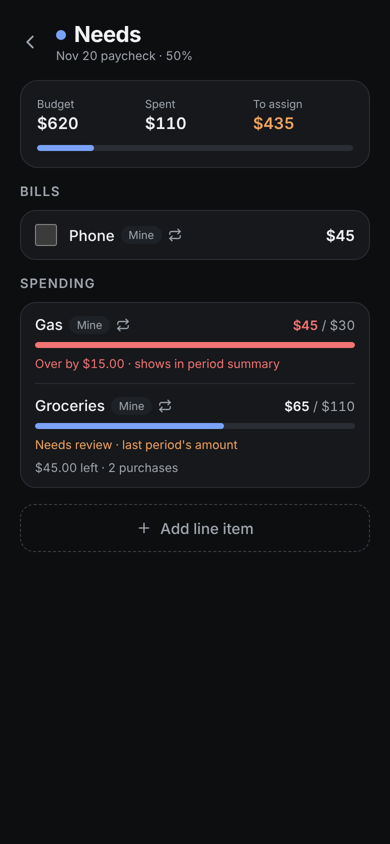 Needs
Nov 20 paycheck · 50%
Budget Spent To assign
$620 $110 $435
BILLS
Phone Mine $45
SPENDING
Gas Mine $45 / $30
Over by $15.00 · shows in period summary
Groceries Mine $65 / $110
Needs review · last period's amount
$45.00 left · 2 purchases
+ Add line item